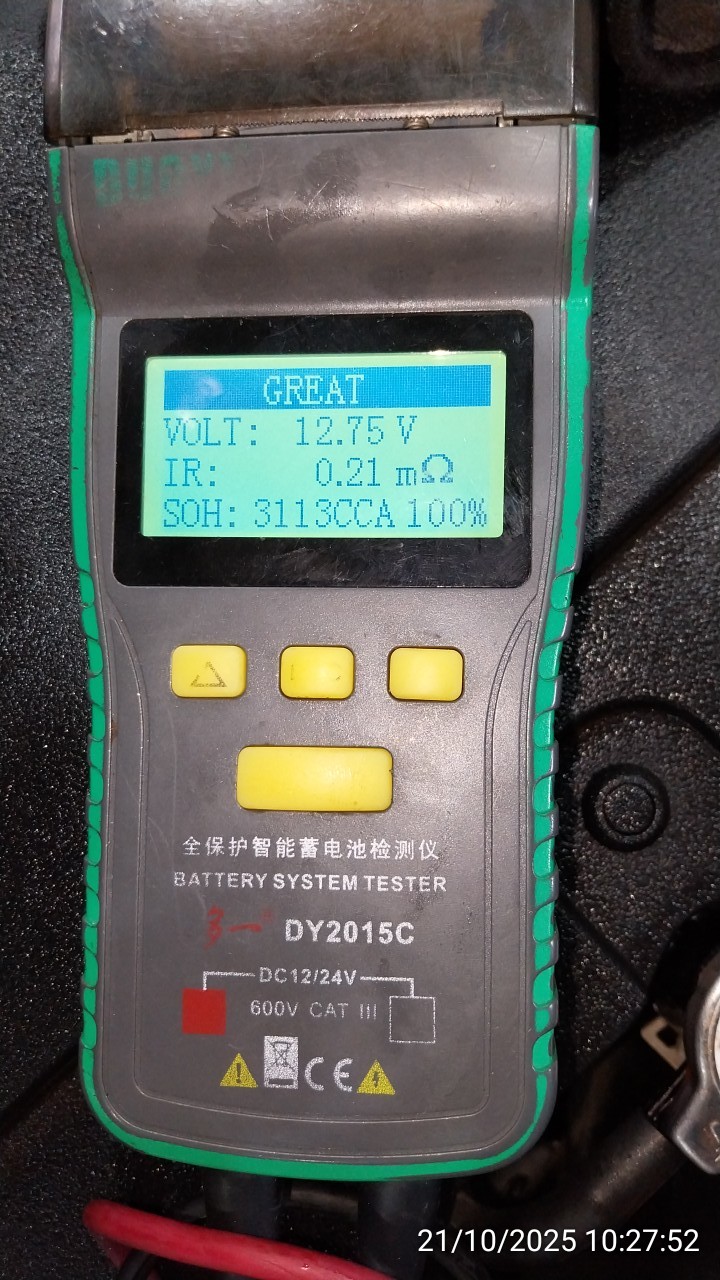 GREAT
VOLT: 12.75 V
IR: 0.21 mΩ
SOH: 3113CCA 100%
全保护智能蓄电池检测仪
BATTERY SYSTEM TESTER
DY2015C
DC12/24V
600V CAT III
CE
21/10/2025 10:27:52